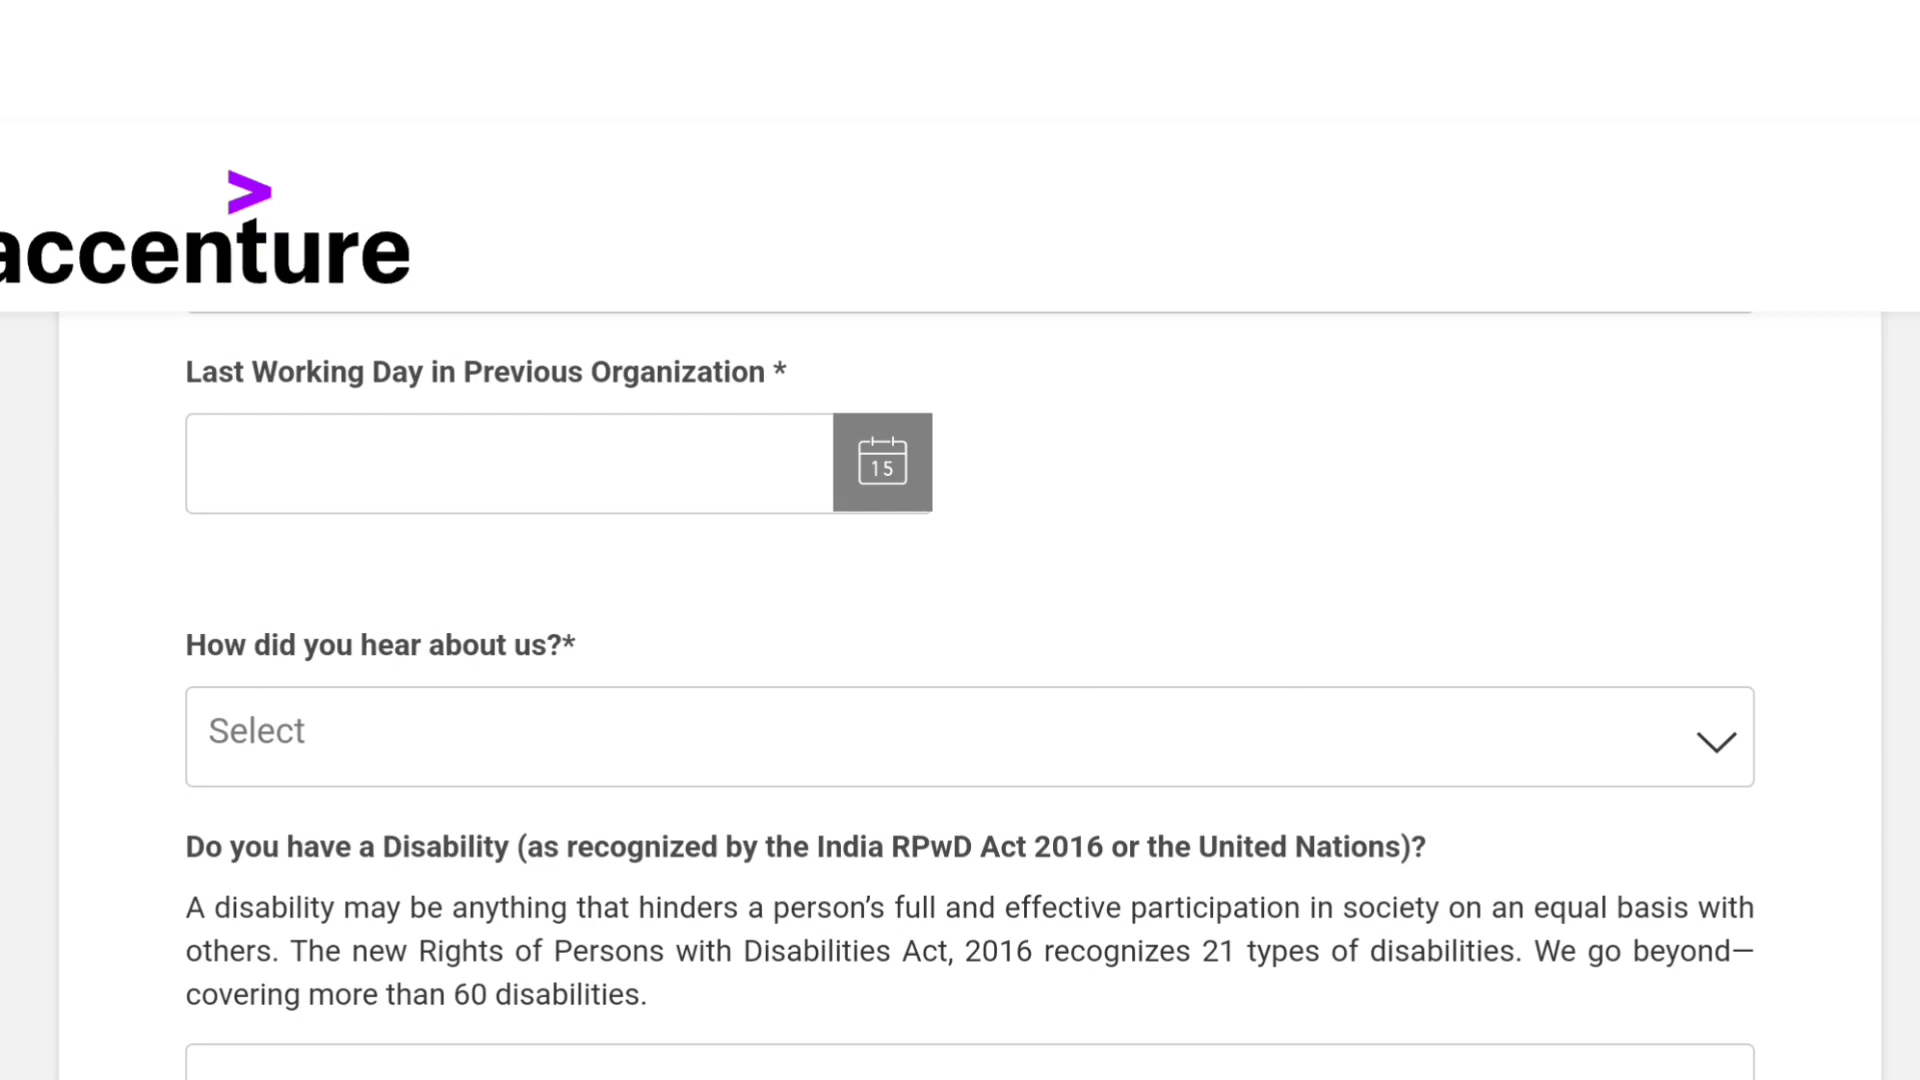 >
accenture
Last Working Day in Previous Organization *
15
How did you hear about us?*
Select
Do you have a Disability (as recognized by the India RPwD Act 2016 or the United Nations)?
A disability may be anything that hinders a person’s full and effective participation in society on an equal basis with
others. The new Rights of Persons with Disabilities Act, 2016 recognizes 21 types of disabilities. We go beyond—
covering more than 60 disabilities.